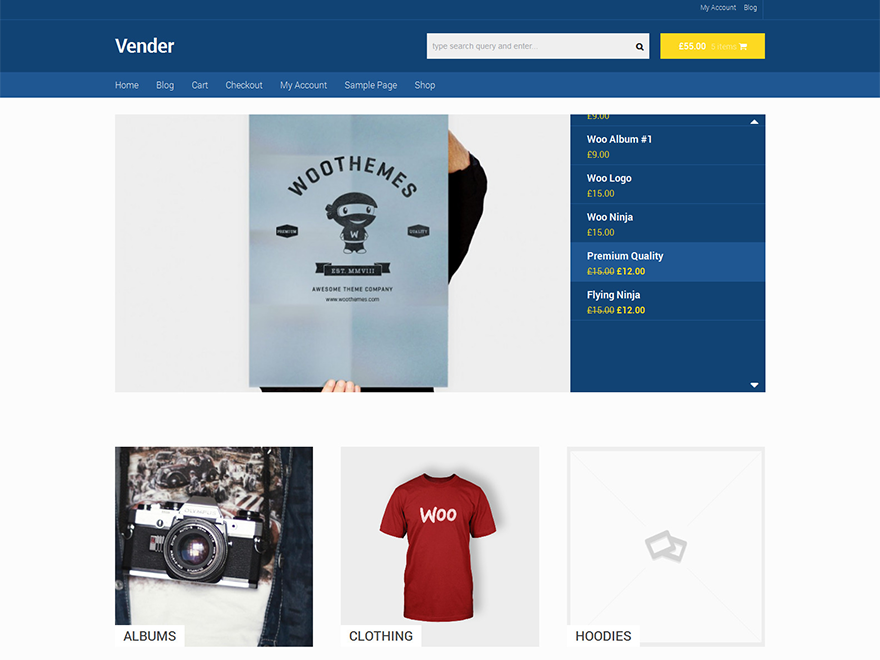 My Account Blog
Vender
type search query and enter...
£55.00 4 items
Home Blog Cart Checkout My Account Sample Page Shop
£9.00
Woo Album #1
£9.00
Woo Logo
£15.00
Woo Ninja
£15.00
Premium Quality
£15.00 £12.00
Flying Ninja
£15.00 £12.00
WOOTHEMES
PREMIUM
W
QUALITY
EST. MMVIII
AWESOME THEME COMPANY
www.woothemes.com
OLYMPUS
Woo
ALBUMS
CLOTHING
HOODIES